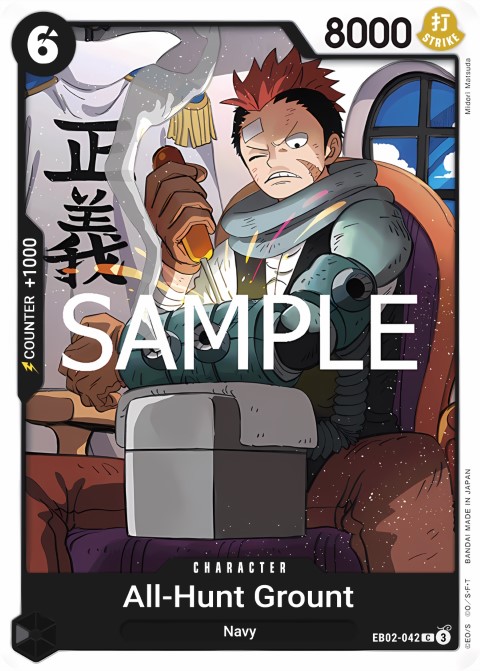 6
8000
打
STRIKE
Midori Matsuda
正義
COUNTER +1000
SAMPLE
CHARACTER
All-Hunt Grount
Navy
EB02-042 C 3
©E.O/S ©O/S・F・T BANDAI MADE IN JAPAN